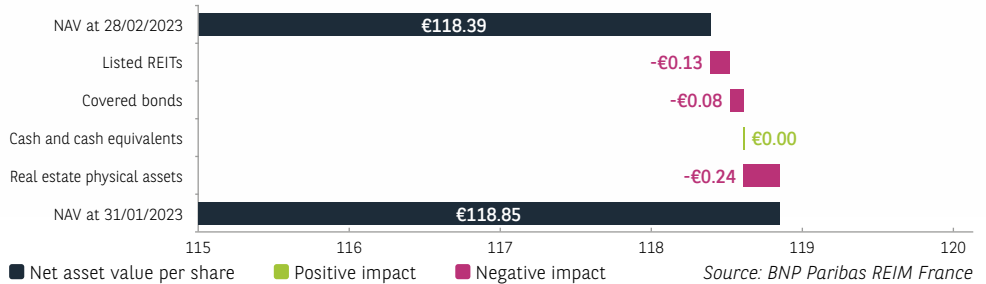 NAV at 28/02/2023 €118.39
Listed REITs -€0.13
Covered bonds -€0.08
Cash and cash equivalents €0.00
Real estate physical assets -€0.24
NAV at 31/01/2023 €118.85
115 116 117 118 119 120
Net asset value per share Positive impact Negative impact Source: BNP Paribas REIM France